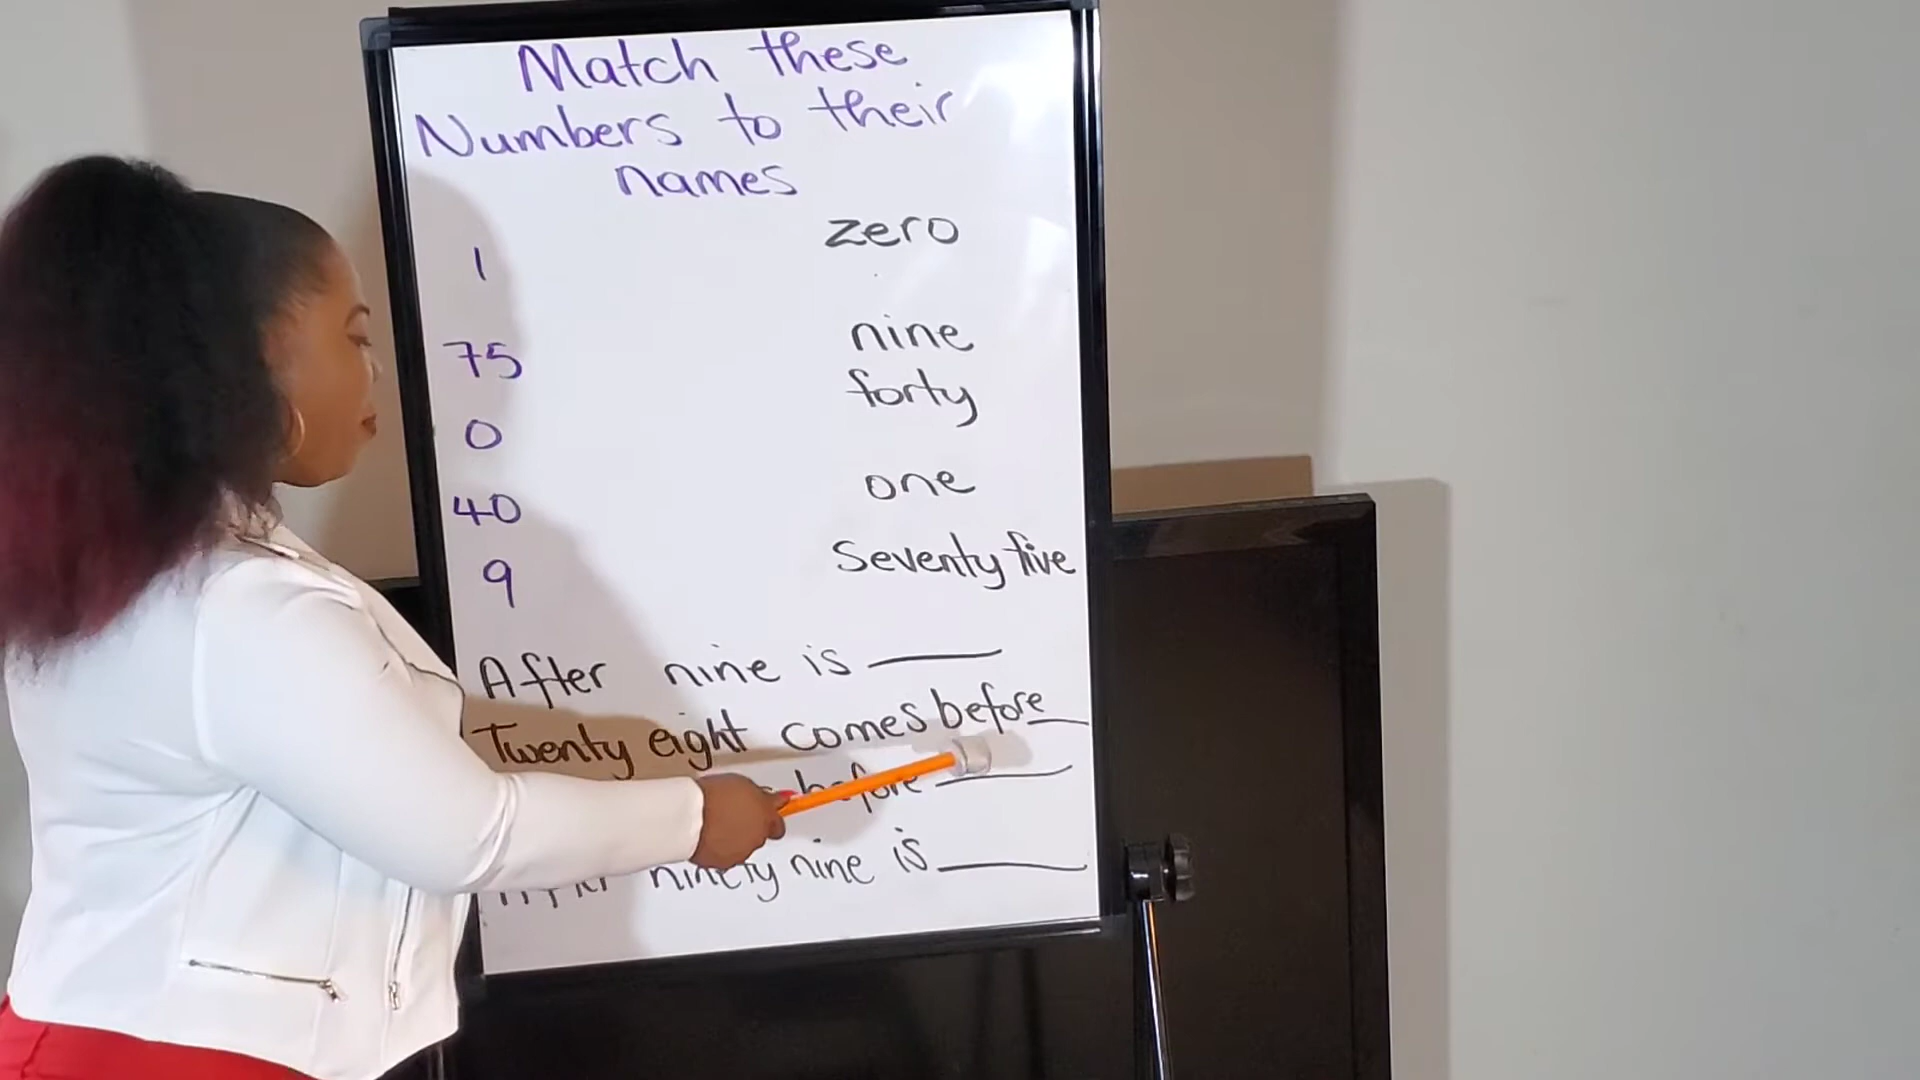 Match these
Numbers to their
names
1 zero
75 nine
forty
0
40 one
9 Seventy five
After nine is
Twenty eight comes before
before
ninety nine is